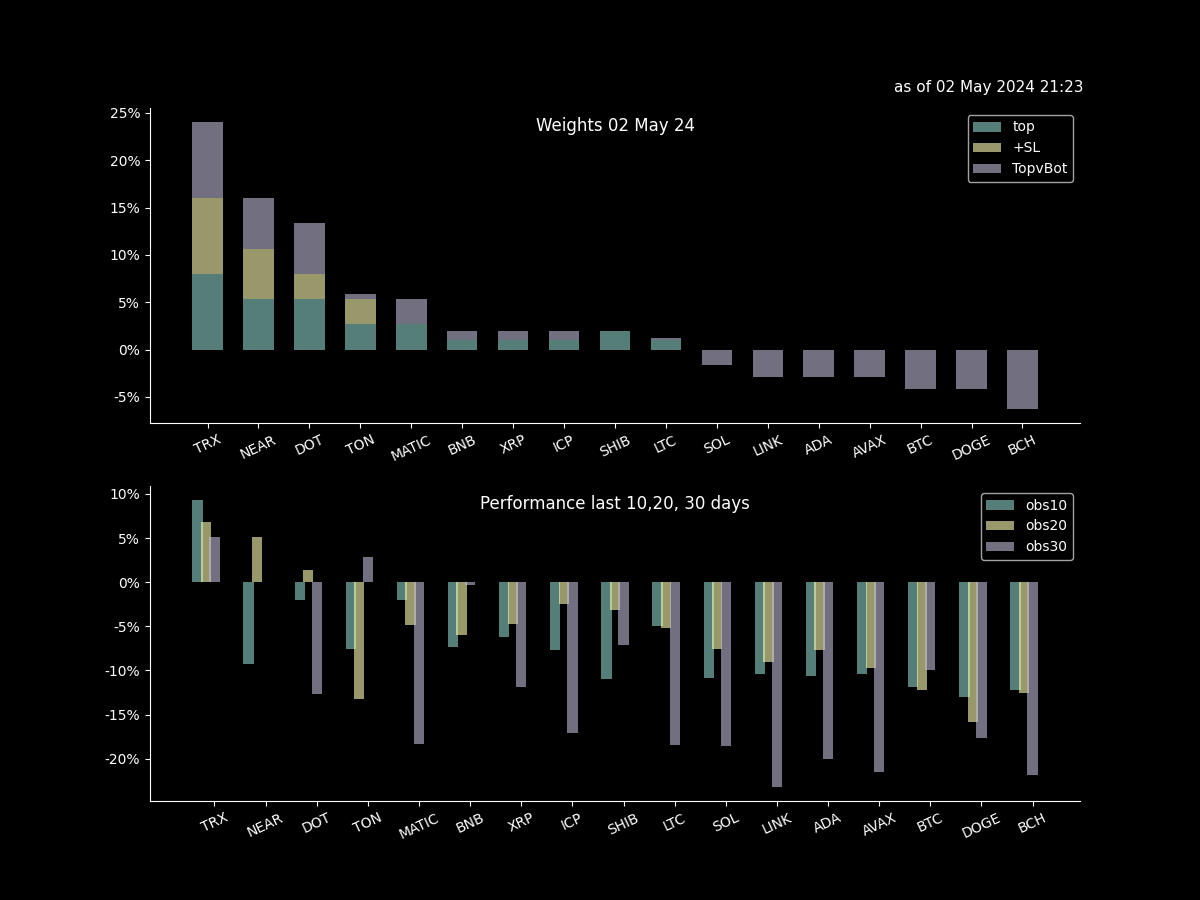 as of 02 May 2024 21:23
Weights 02 May 24
top
+SL
TopvBot
25%
20%
15%
10%
5%
0%
-5%
TRX NEAR DOT TON MATIC BNB XRP ICP SHIB LTC SOL LINK ADA AVAX BTC DOGE BCH
Performance last 10,20, 30 days
obs10
obs20
obs30
10%
5%
0%
-5%
-10%
-15%
-20%
TRX NEAR DOT TON MATIC BNB XRP ICP SHIB LTC SOL LINK ADA AVAX BTC DOGE BCH